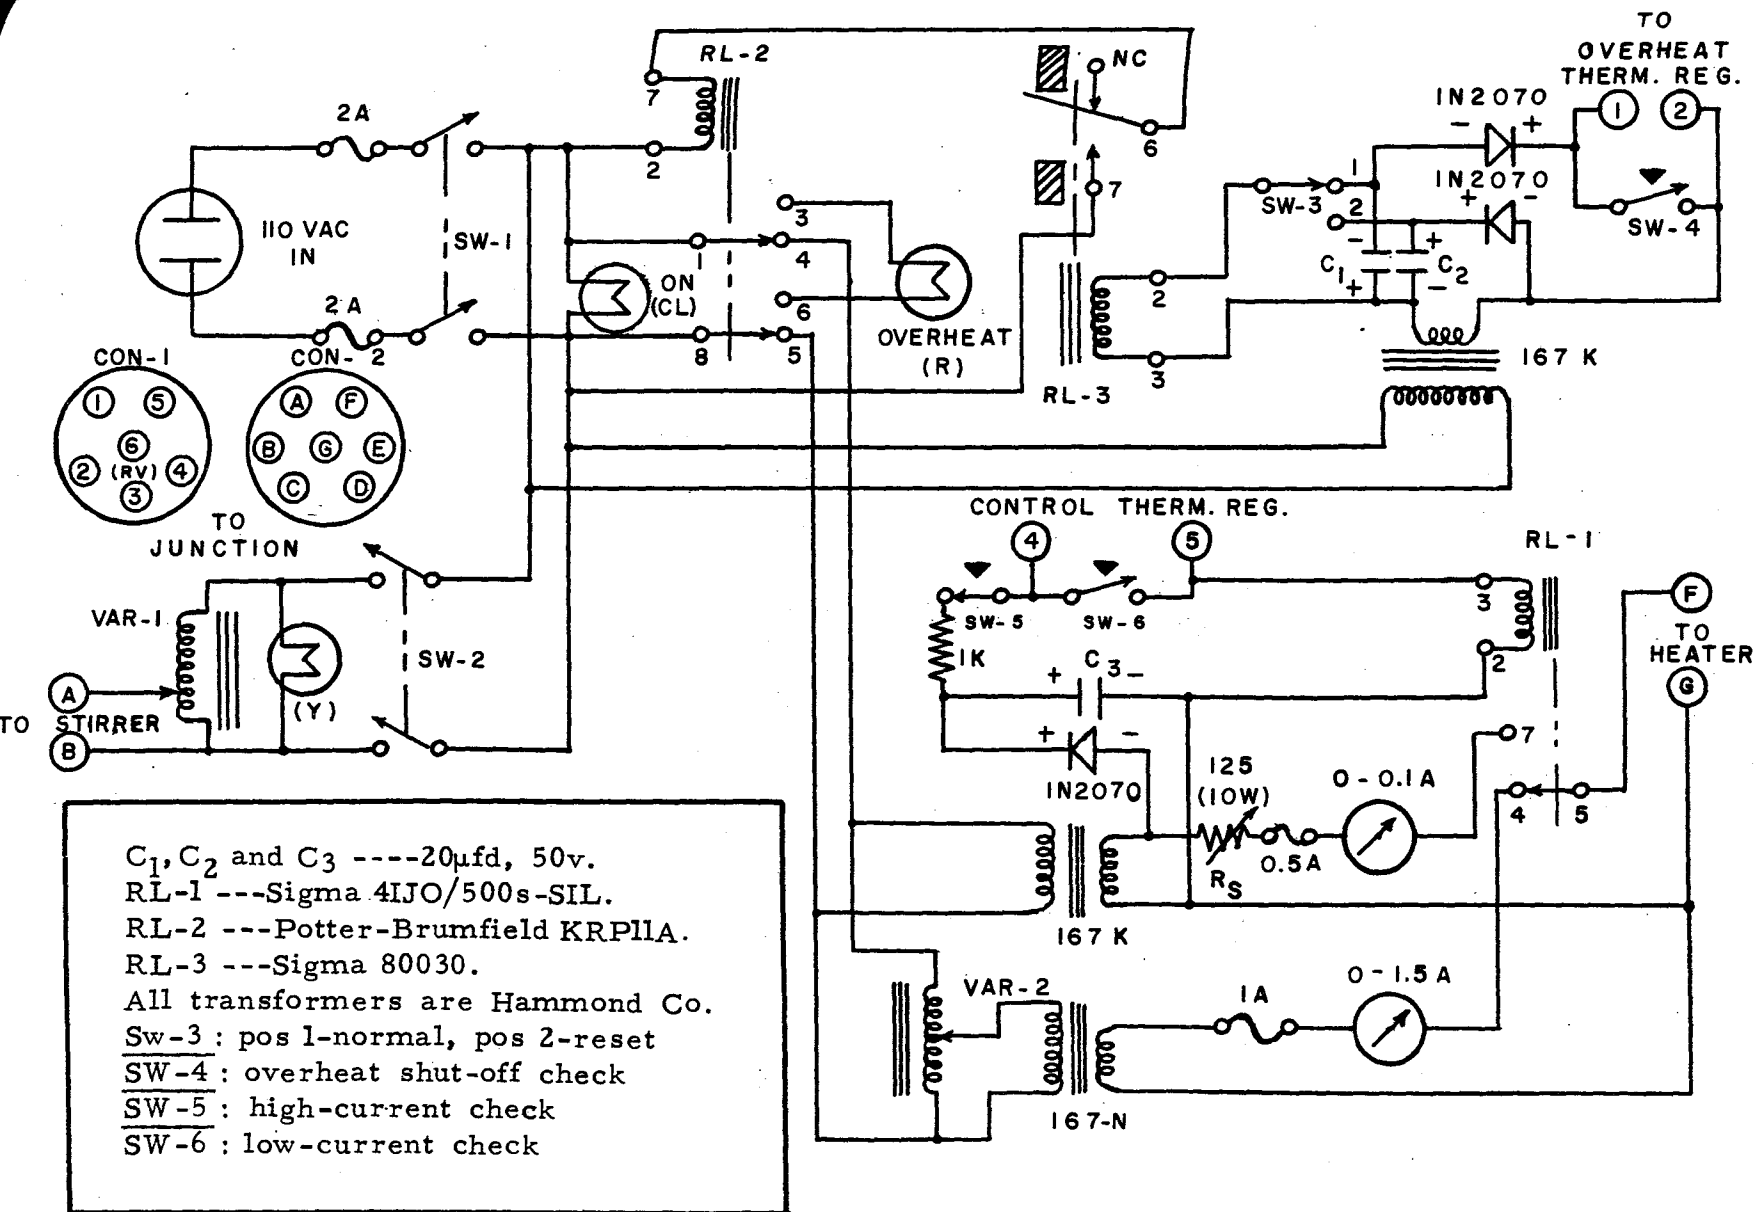 TO
OVERHEAT
THERM. REG.
1 2
RL-2
NC
7
2
6
7
2A
110 VAC
IN
SW-1
2A
1N2070
- +
1N2070
+ -
SW-3
1
2
SW-4
- +
C1 C2
+ -
3
4
1
6
8
5
ON
(CL)
OVERHEAT
(R)
2
3
RL-3
167 K
CON-1
1 5
6
2 (RV) 4
3
CON-2
A F
B G E
C D
TO
JUNCTION
VAR-1
A
TO STIRRER
B
(Y)
SW-2
CONTROL THERM. REG.
4 5
SW-5 SW-6
1K
+ C3 -
+ -
1N2070
RL-1
3
2
7
4 5
F
TO
HEATER
G
125
(10W)
RS
0.5A
0-0.1A
167 K
VAR-2
167-N
1A
0-1.5A
C1, C2 and C3 ----20µfd, 50v.
RL-1 ---Sigma 41JO/500s-SIL.
RL-2 ---Potter-Brumfield KRP11A.
RL-3 ---Sigma 80030.
All transformers are Hammond Co.
Sw-3 : pos 1-normal, pos 2-reset
SW-4 : overheat shut-off check
SW-5 : high-current check
SW-6 : low-current check